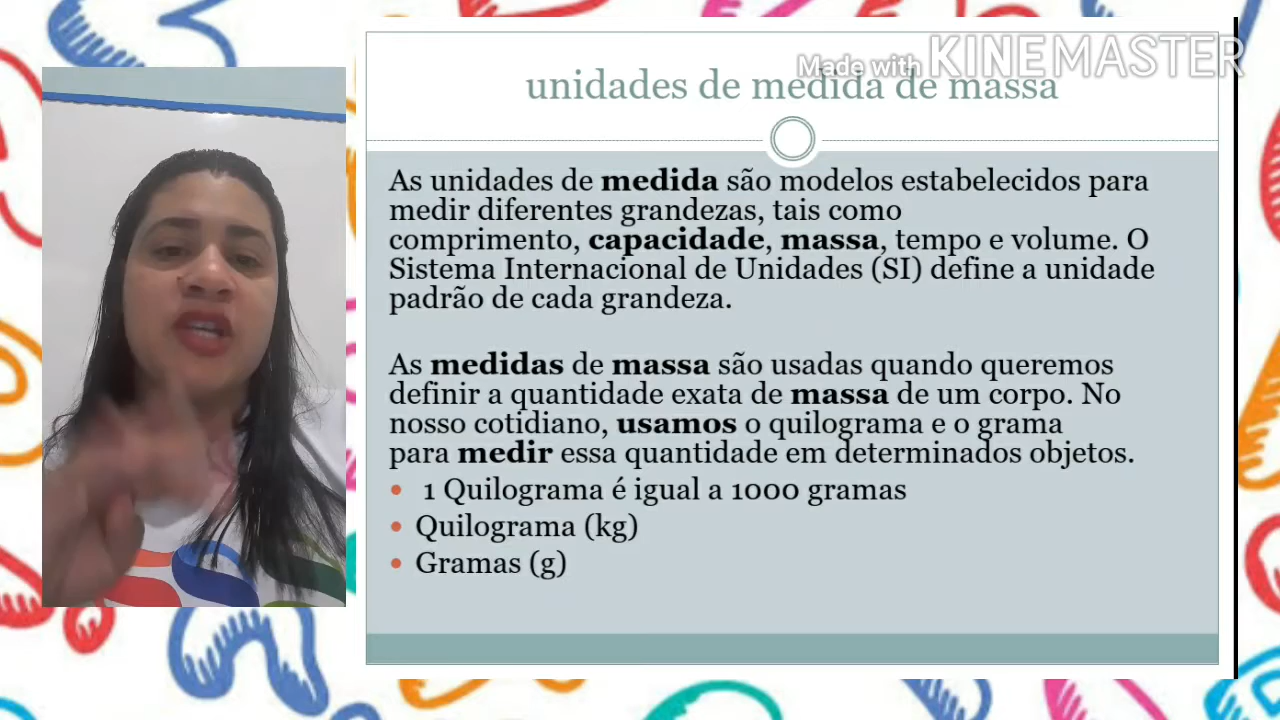 Made with KINEMASTER
unidades de medida de massa
As unidades de medida são modelos estabelecidos para
medir diferentes grandezas, tais como
comprimento, capacidade, massa, tempo e volume. O
Sistema Internacional de Unidades (SI) define a unidade
padrão de cada grandeza.
As medidas de massa são usadas quando queremos
definir a quantidade exata de massa de um corpo. No
nosso cotidiano, usamos o quilograma e o grama
para medir essa quantidade em determinados objetos.
• 1 Quilograma é igual a 1000 gramas
• Quilograma (kg)
• Gramas (g)